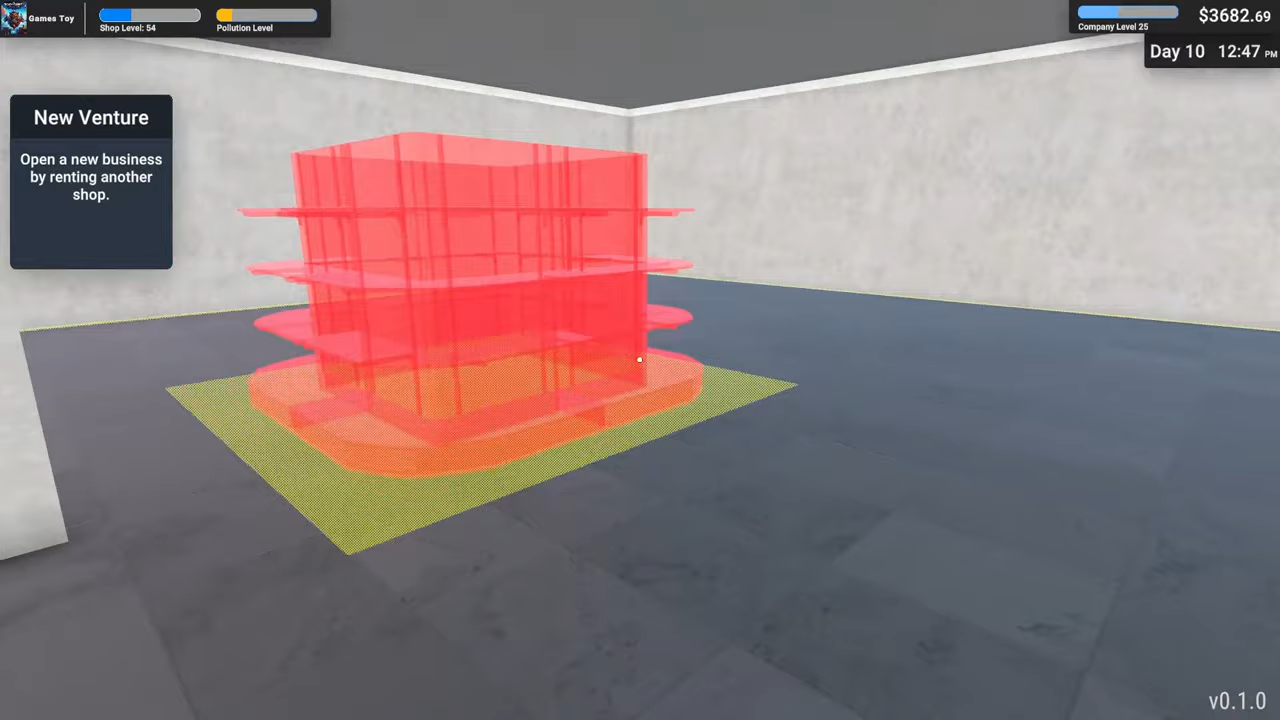 Games Toy
Shop Level: 54
Pollution Level
Company Level 25
$3682.69
Day 10 12:47 PM
New Venture
Open a new business
by renting another
shop.
v0.1.0